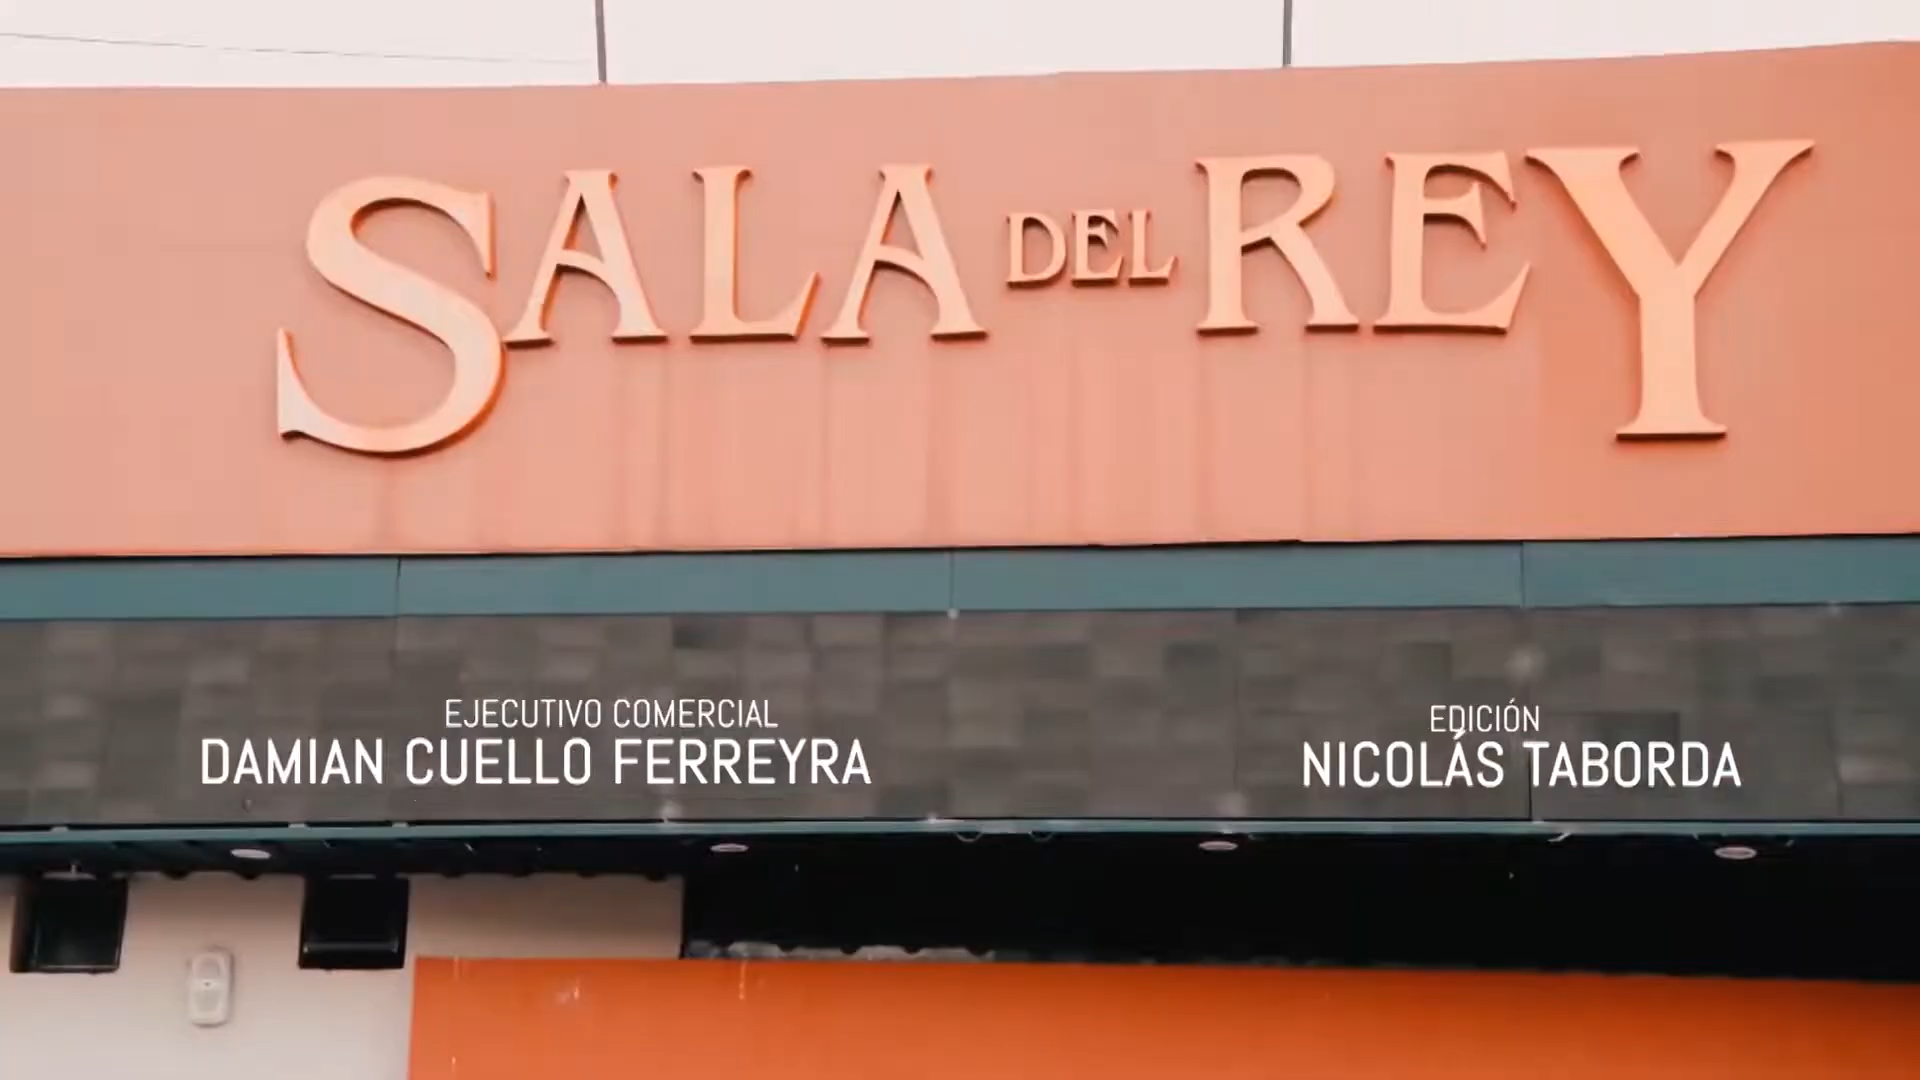 SALA DEL REY
EJECUTIVO COMERCIAL
DAMIAN CUELLO FERREYRA
EDICIÓN
NICOLÁS TABORDA